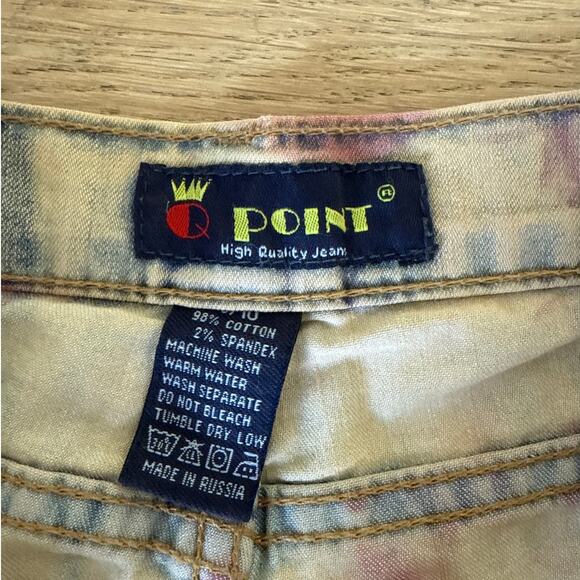 Q POINT ®
High Quality Jeans
98% COTTON
2% SPANDEX
MACHINE WASH
WARM WATER
WASH SEPARATE
DO NOT BLEACH
TUMBLE DRY LOW
30°
MADE IN RUSSIA